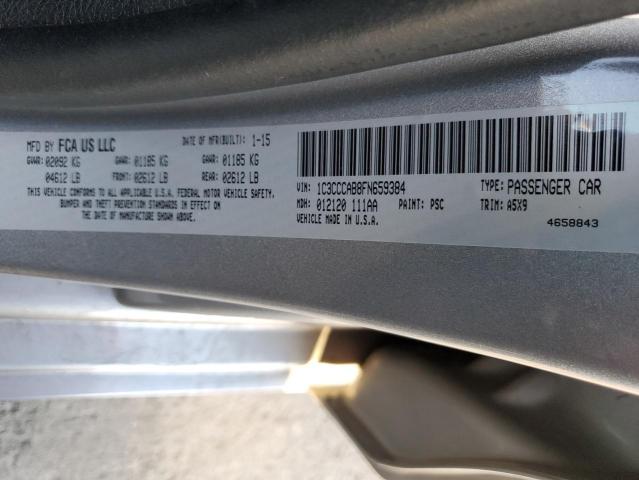 MFD BY FCA US LLC DATE OF MFR(BUILT): 1-15
GVWR: 02092 KG GAWR: 01185 KG GAWR: 01185 KG
04612 LB FRONT: 02612 LB REAR: 02612 LB
THIS VEHICLE CONFORMS TO ALL APPLICABLE U.S.A. FEDERAL MOTOR VEHICLE SAFETY,
BUMPER AND THEFT PREVENTION STANDARDS IN EFFECT
ON THE DATE OF MANUFACTURE SHOWN ABOVE.
VIN: 1C3CCCAB8FN659384 TYPE: PASSENGER CAR
MDH: 012120 111AA PAINT: PSC TRIM: A5X9
VEHICLE MADE IN U.S.A. 4658843